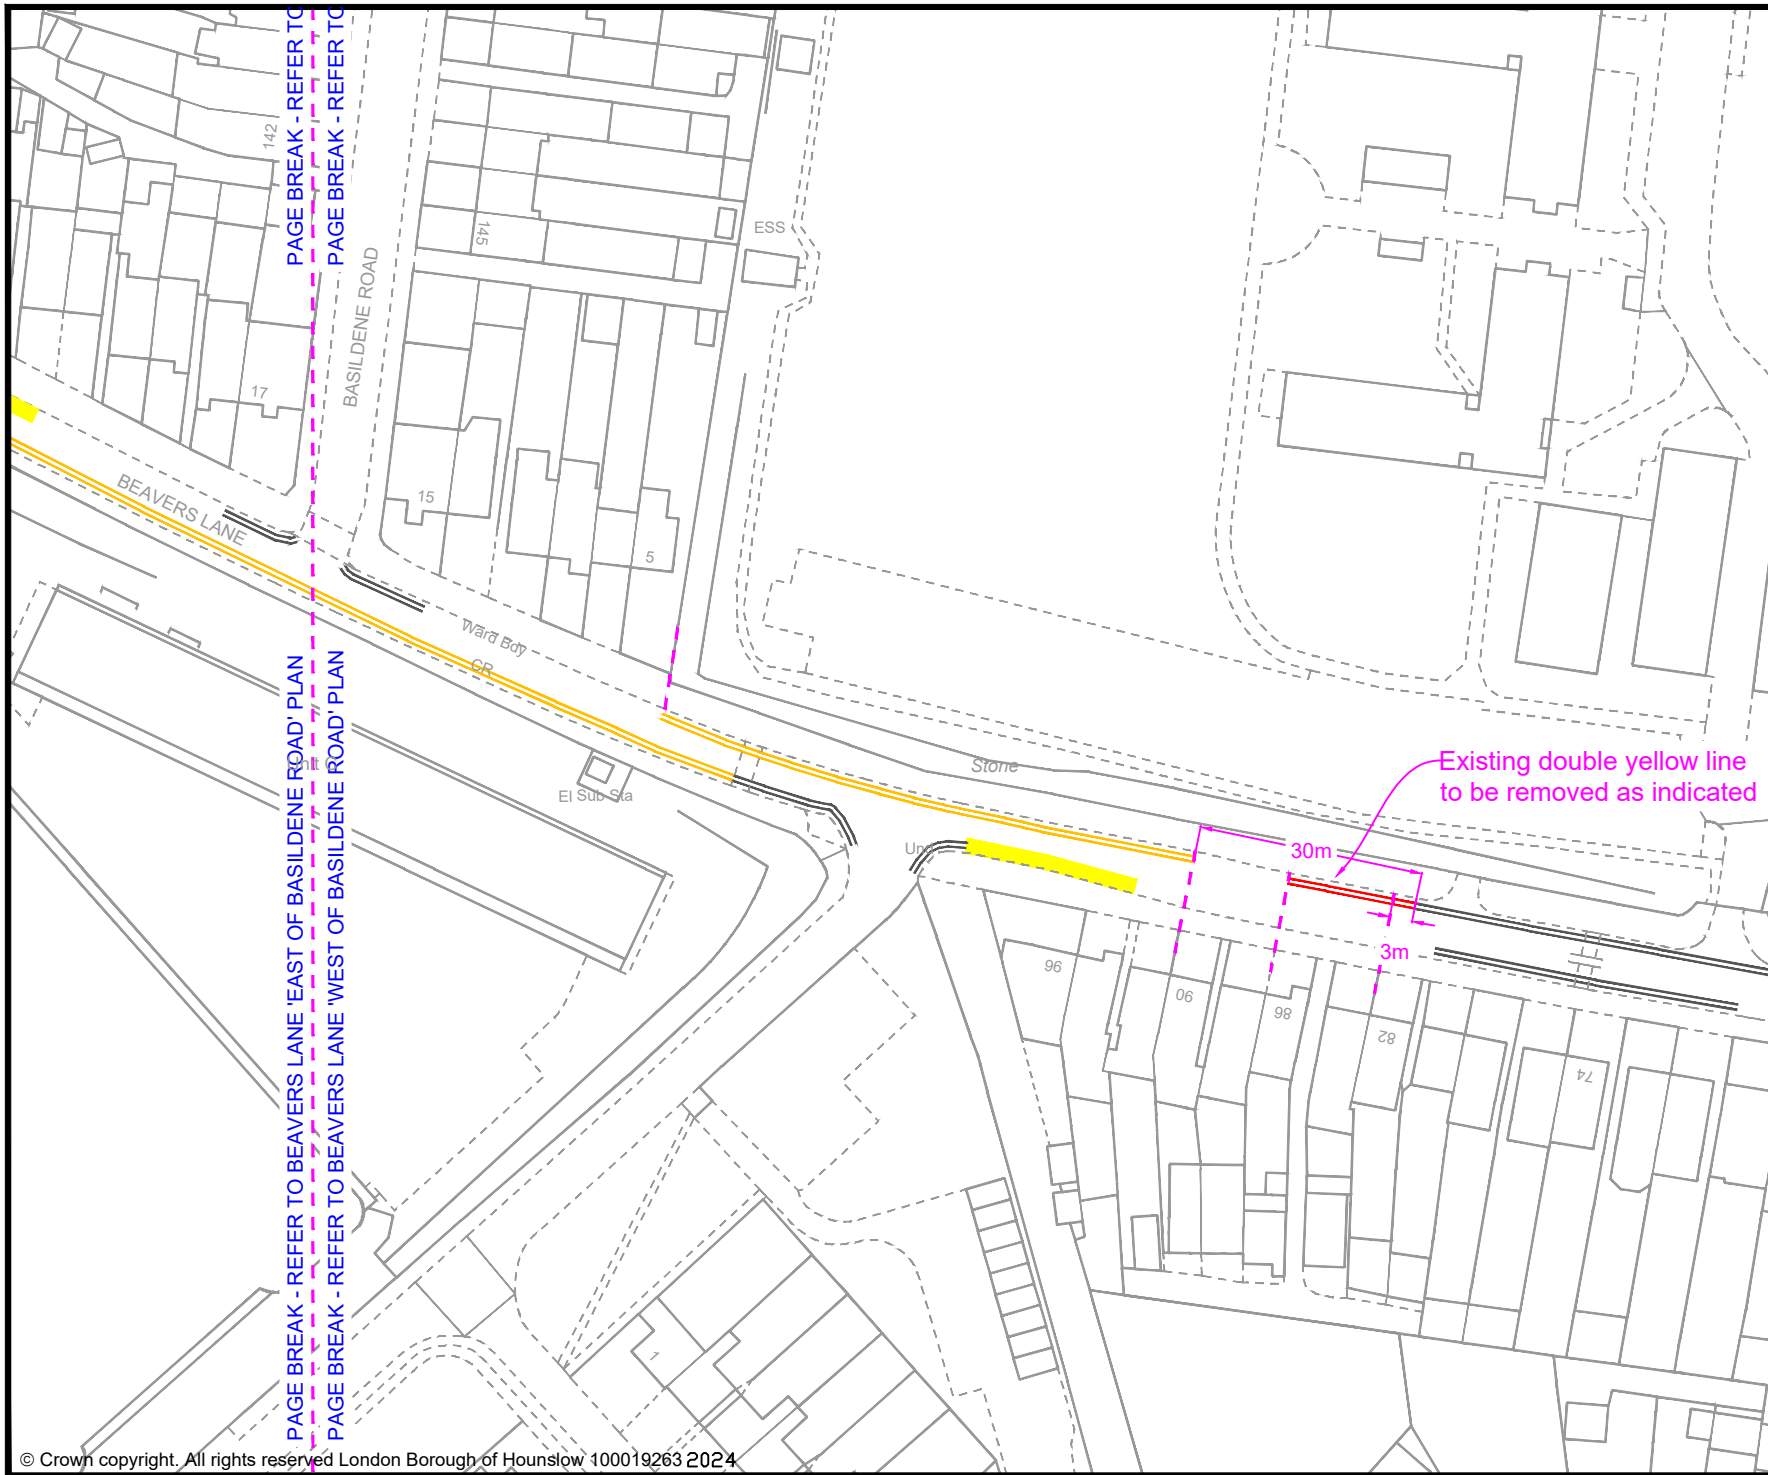 PAGE BREAK - REFER TO
PAGE BREAK - REFER TO
142
145
ESS
BASILDENE ROAD
17
15
5
BEAVERS LANE
Ward Bdy
CR
PAGE BREAK - REFER TO BEAVERS LANE 'EAST OF BASILDENE ROAD' PLAN
PAGE BREAK - REFER TO BEAVERS LANE 'WEST OF BASILDENE ROAD' PLAN
El Sub Sta
Stone
Existing double yellow line
to be removed as indicated
Und
30m
3m
96
90
86
82
74
1
© Crown copyright. All rights reserved London Borough of Hounslow 100019263 2024